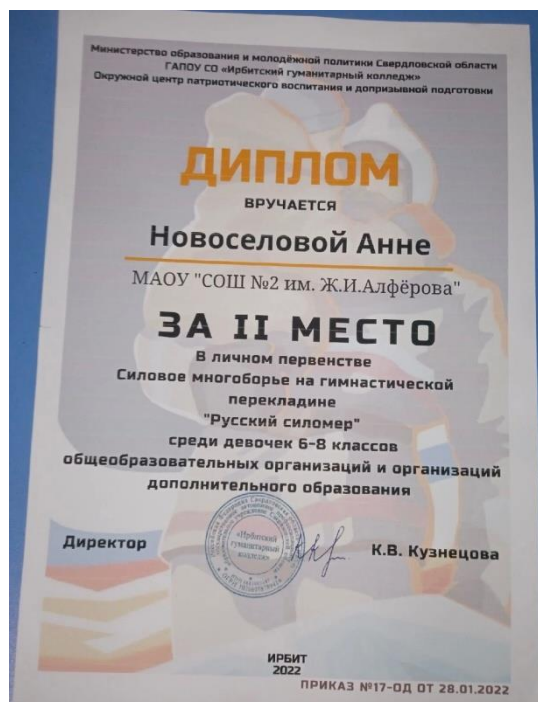 Министерство образования и молодёжной политики Свердловской области
ГАПОУ СО «Ирбитский гуманитарный колледж»
Окружной центр патриотического воспитания и допризывной подготовки
ДИПЛОМ
ВРУЧАЕТСЯ
Новоселовой Анне
МАОУ "СОШ №2 им. Ж.И.Алфёрова"
ЗА II МЕСТО
В личном первенстве
Силовое многоборье на гимнастической
перекладине
"Русский силомер"
среди девочек 6-8 классов
общеобразовательных организаций и организаций
дополнительного образования
«Ирбитский
гуманитарный
колледж»
Директор
К.В. Кузнецова
ИРБИТ
2022
ПРИКАЗ №17-ОД ОТ 28.01.2022